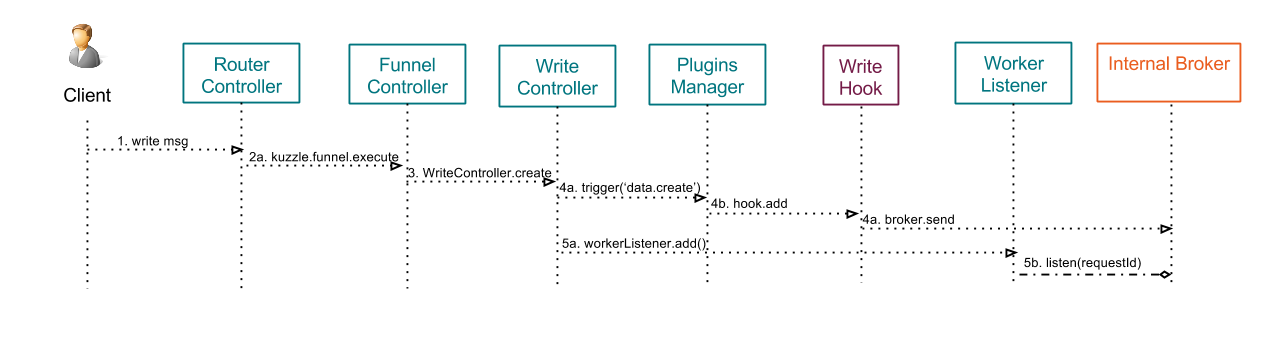 Client
Router
Controller
Funnel
Controller
Write
Controller
Plugins
Manager
Write
Hook
Worker
Listener
Internal Broker
1. write msg
2a. kuzzle.funnel.execute
3. WriteController.create
4a. trigger(‘data.create’)
4b. hook.add
4a. broker.send
5a. workerListener.add()
5b. listen(requestId)